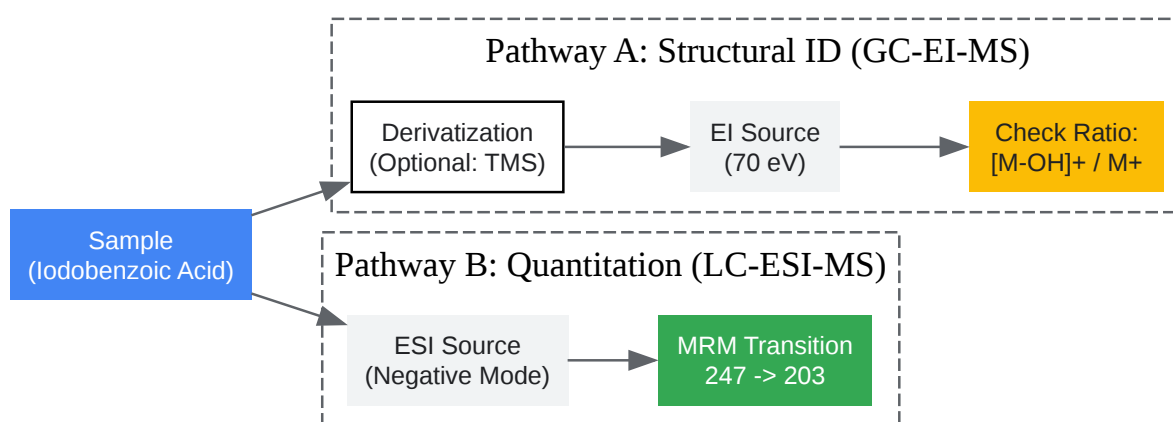 Pathway A: Structural ID (GC-EI-MS)
Derivatization
(Optional: TMS)
EI Source
(70 eV)
Check Ratio:
[M-OH]+ / M+
Sample
(Iodobenzoic Acid)
Pathway B: Quantitation (LC-ESI-MS)
ESI Source
(Negative Mode)
MRM Transition
247 -> 203